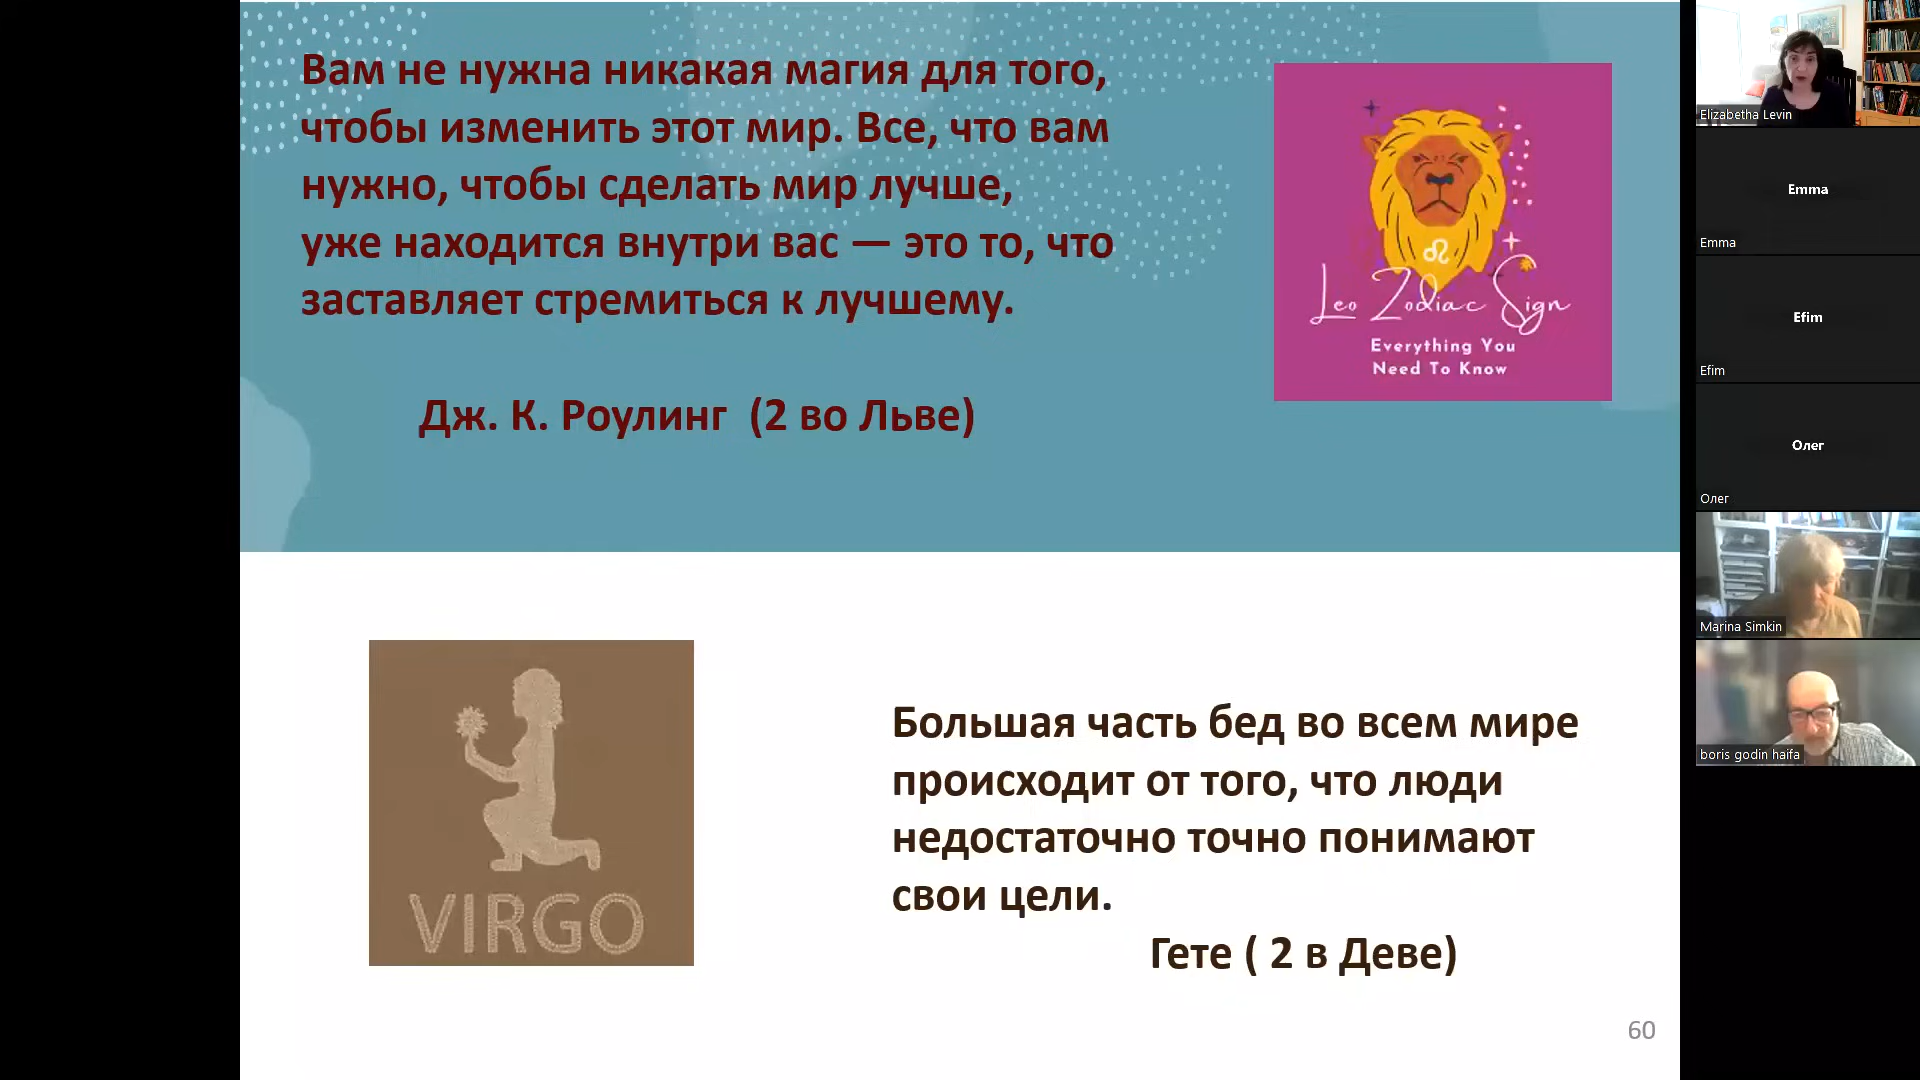 Вам не нужна никакая магия для того,
чтобы изменить этот мир. Все, что вам
нужно, чтобы сделать мир лучше,
уже находится внутри вас — это то, что
заставляет стремиться к лучшему.
Дж. К. Роулинг (2 во Льве)
Leo Zodiac Sign
Everything You
Need To Know
VIRGO
Большая часть бед во всем мире
происходит от того, что люди
недостаточно точно понимают
свои цели.
Гете ( 2 в Деве)
60
Elizabetha Levin
Emma
Emma
Efim
Efim
Олег
Олег
Marina Simkin
boris godin haifa